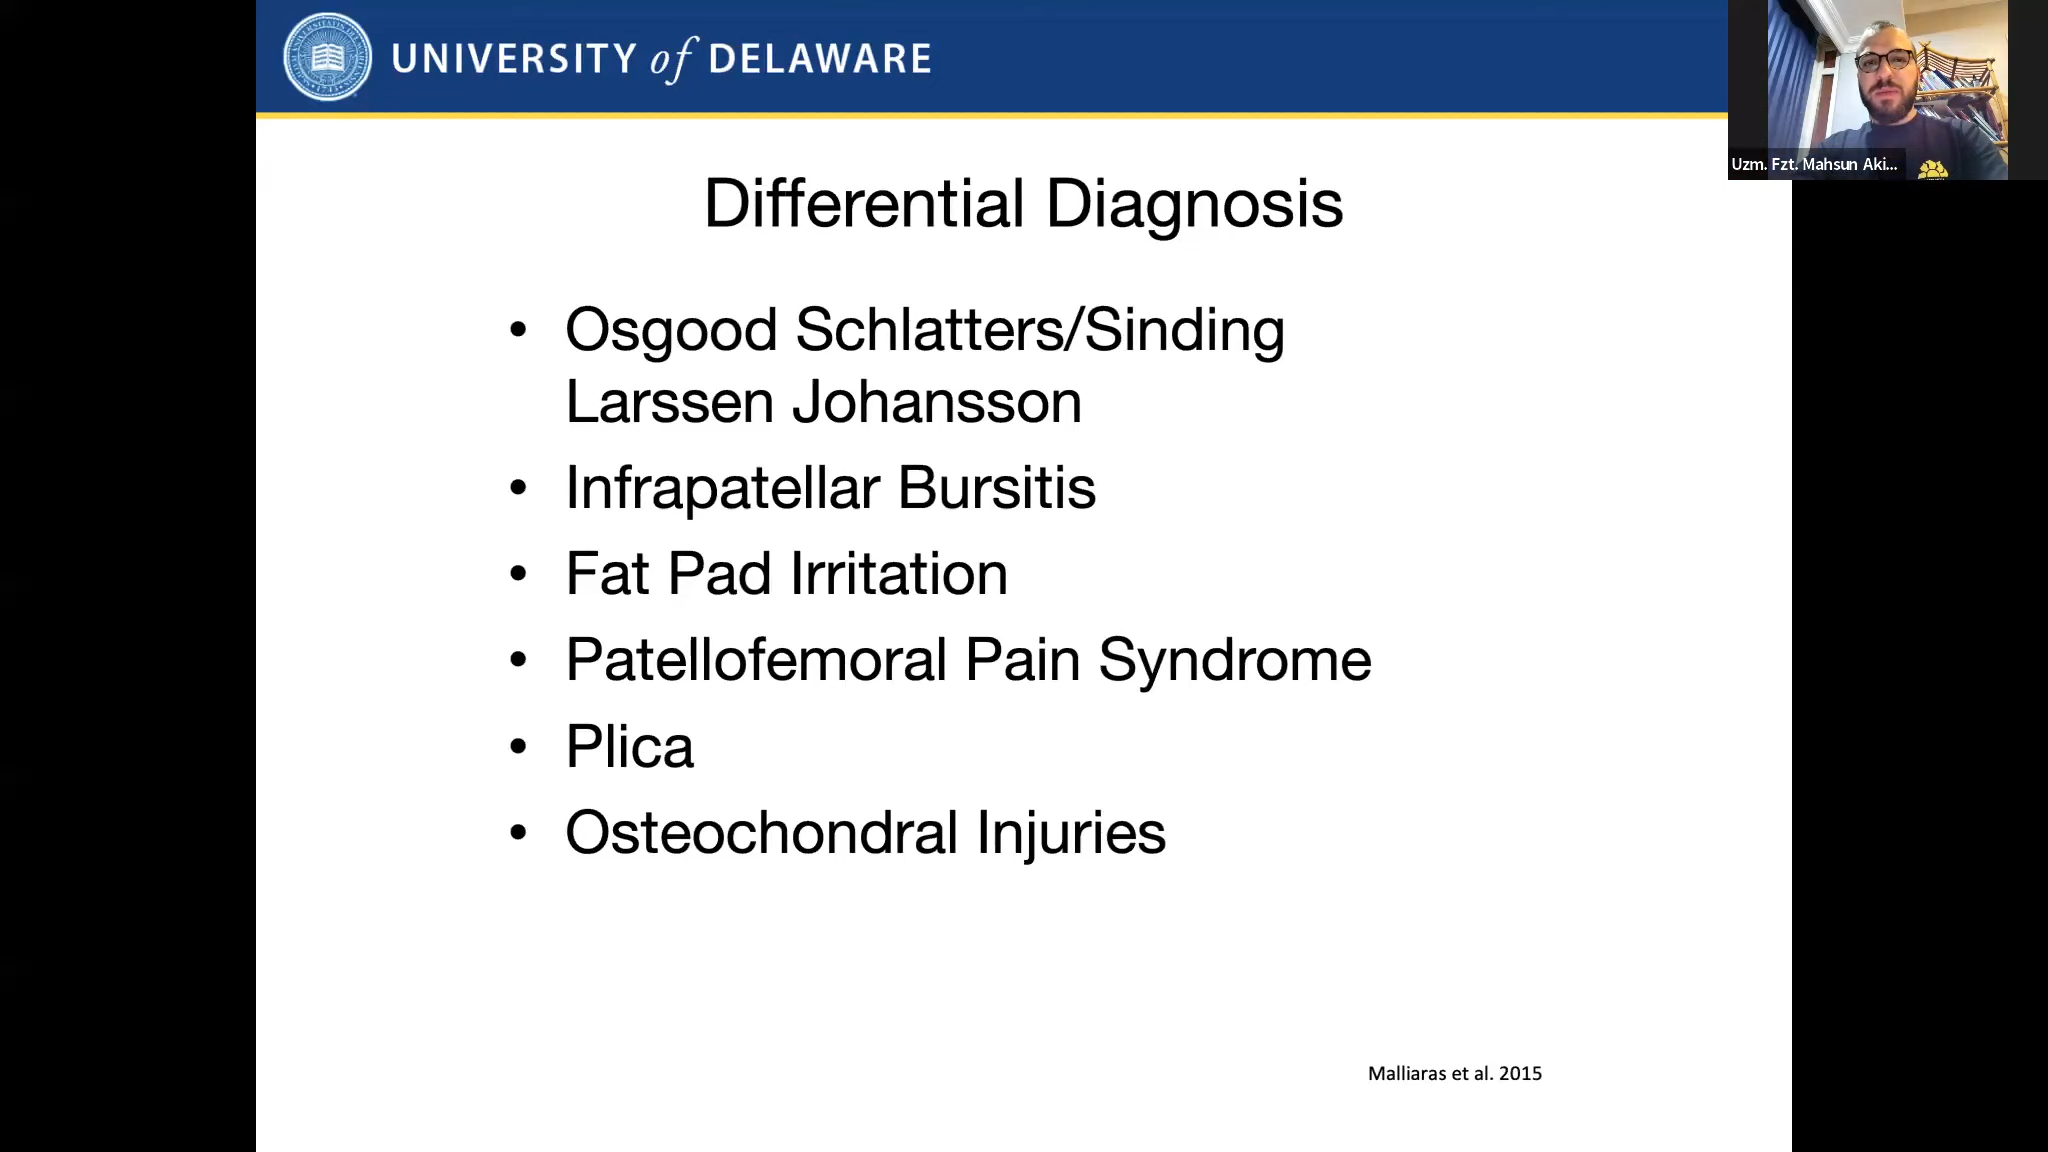 UNIVERSITY of DELAWARE
Uzm. Fzt. Mahsun Aki...
Differential Diagnosis
• Osgood Schlatters/Sinding
Larssen Johansson
• Infrapatellar Bursitis
• Fat Pad Irritation
• Patellofemoral Pain Syndrome
• Plica
• Osteochondral Injuries
Malliaras et al. 2015